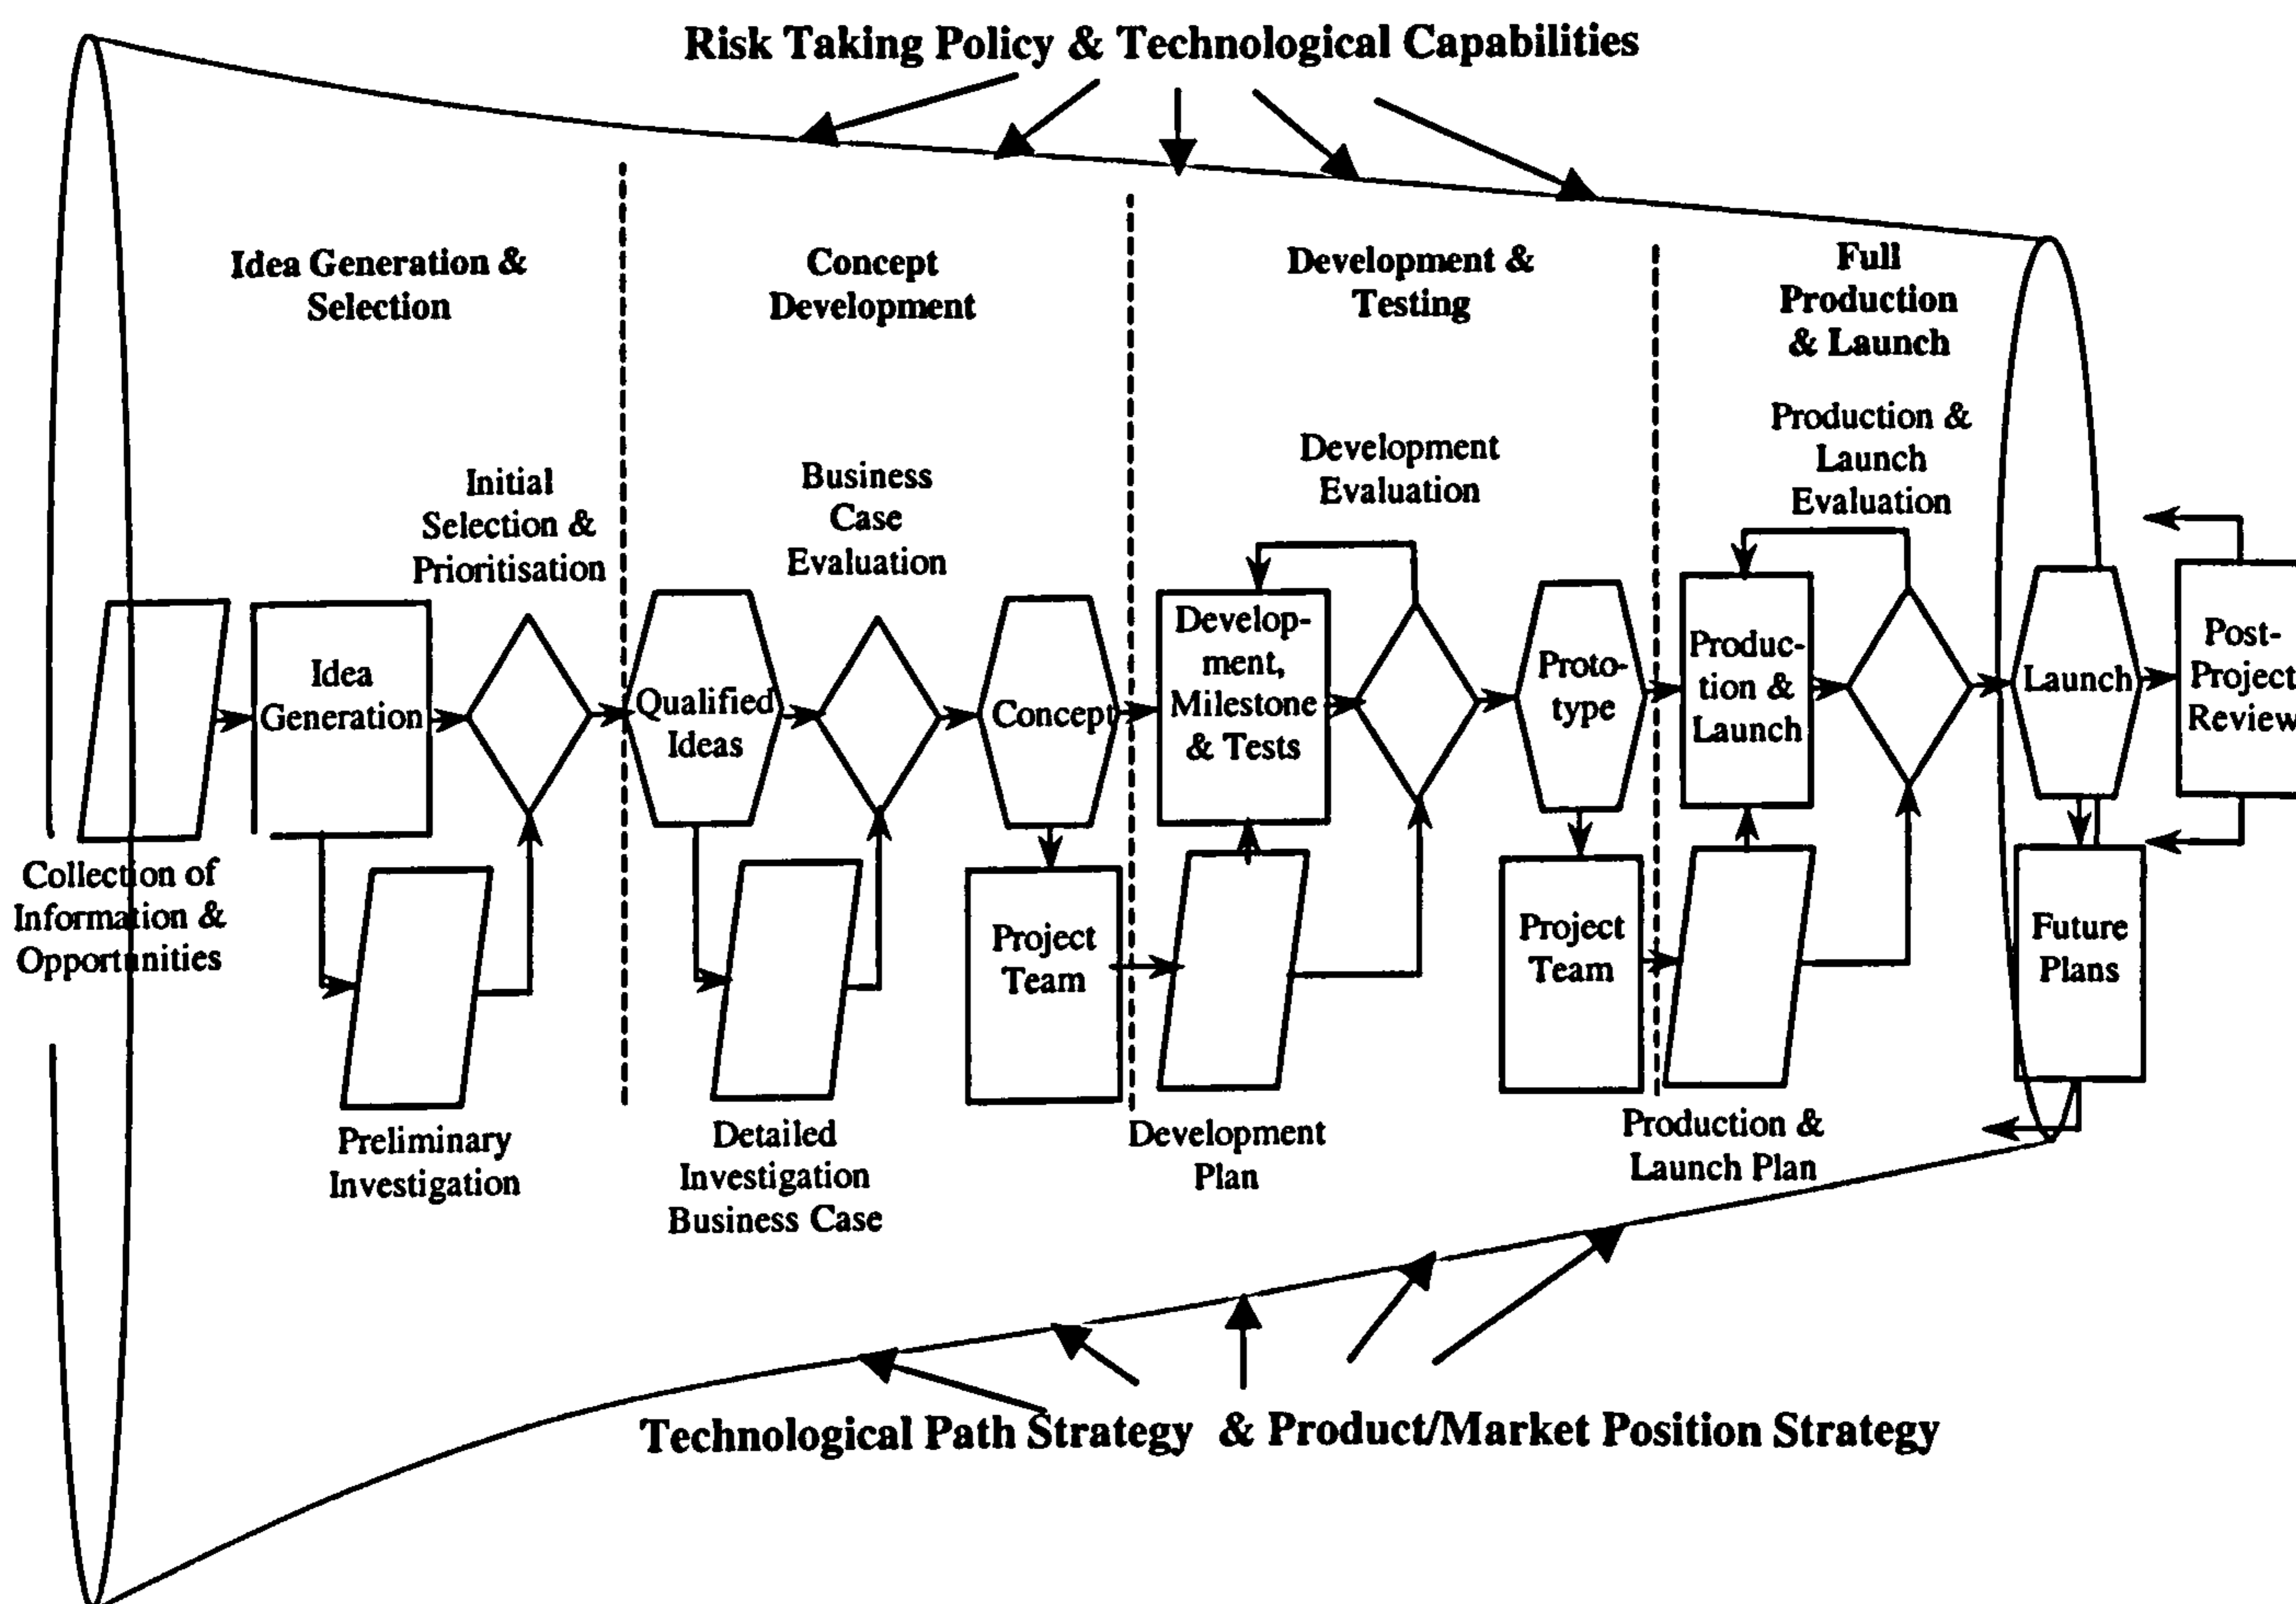 Risk Taking Policy & Technological Capabilities
Idea Generation &
Selection
Concept
Development
Development &
Testing
Full
Production
& Launch
Initial
Selection &
Prioritisation
Business
Case
Evaluation
Development
Evaluation
Production &
Launch
Evaluation
Collection of
Information &
Opportunities
Idea
Generation
Qualified
Ideas
Concept
Develop-
ment,
Milestone
& Tests
Proto-
type
Produc-
tion &
Launch
Launch
Post-
Project
Review
Preliminary
Investigation
Detailed
Investigation
Business Case
Project
Team
Development
Plan
Project
Team
Production &
Launch Plan
Future
Plans
Technological Path Strategy & Product/Market Position Strategy